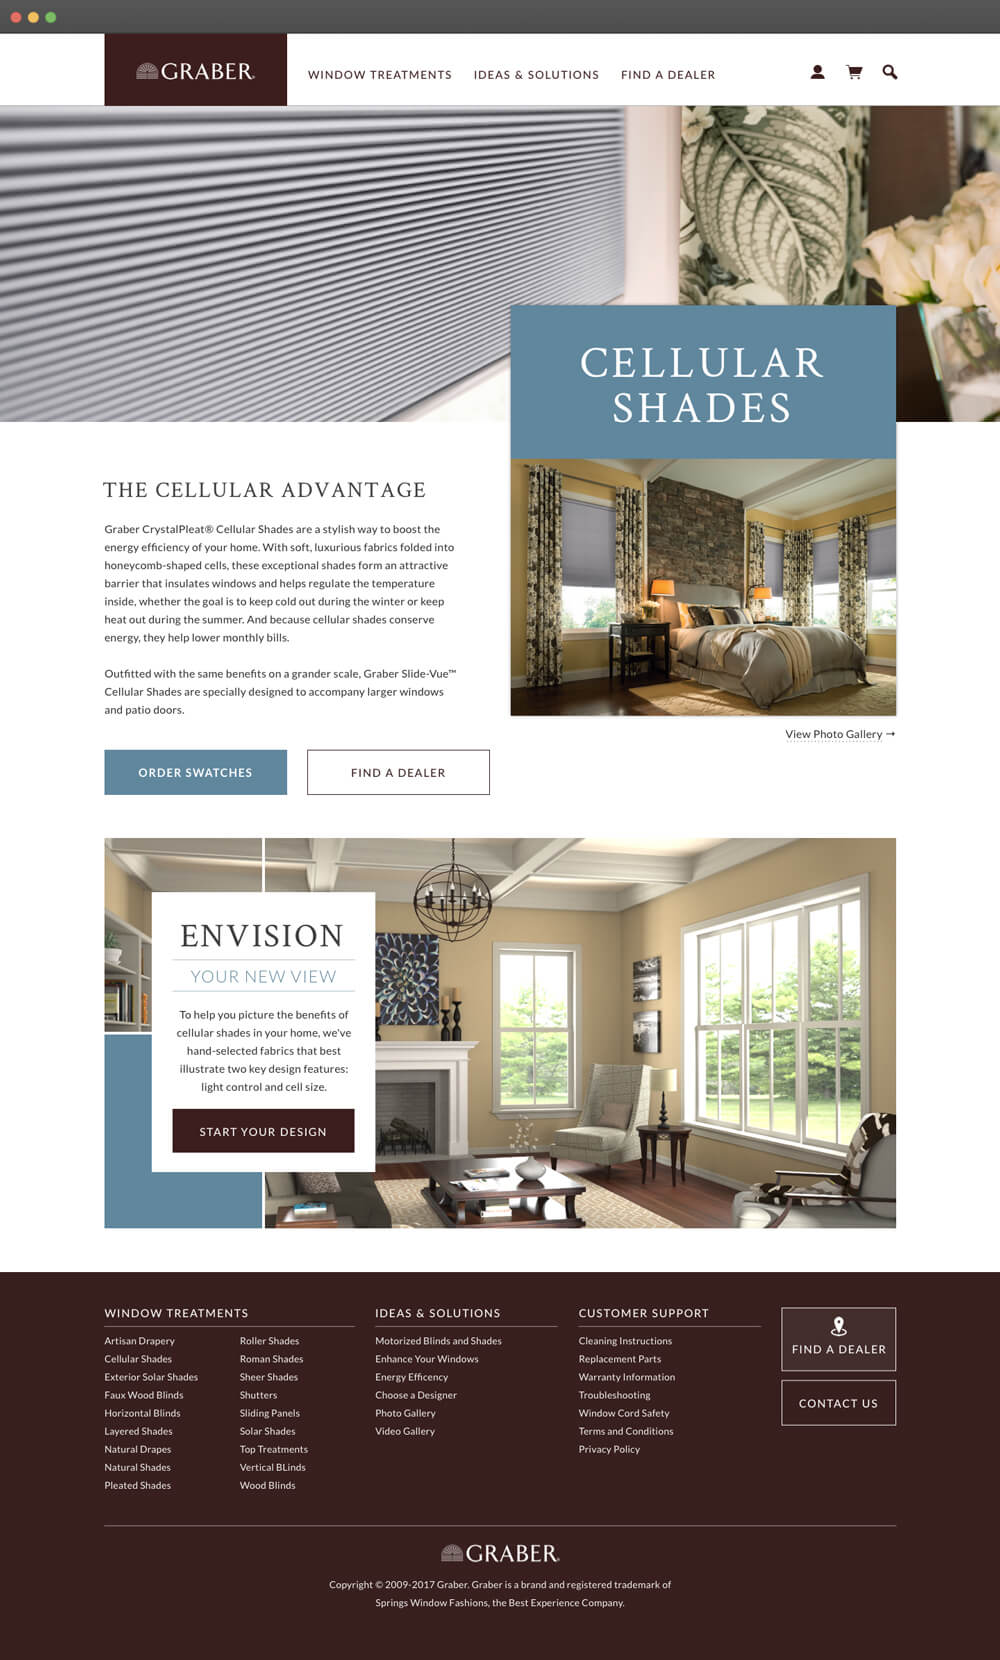 GRABER
WINDOW TREATMENTS
IDEAS & SOLUTIONS
FIND A DEALER
CELLULAR
SHADES
THE CELLULAR ADVANTAGE
Graber CrystalPleat® Cellular Shades are a stylish way to boost the
energy efficiency of your home. With soft, luxurious fabrics folded into
honeycomb-shaped cells, these exceptional shades form an attractive
barrier that insulates windows and helps regulate the temperature
inside, whether the goal is to keep cold out during the winter or keep
heat out during the summer. And because cellular shades conserve
energy, they help lower monthly bills.
Outfitted with the same benefits on a grander scale, Graber Slide-Vue™
Cellular Shades are specially designed to accompany larger windows
and patio doors.
View Photo Gallery →
ORDER SWATCHES
FIND A DEALER
ENVISION
YOUR NEW VIEW
To help you picture the benefits of
cellular shades in your home, we've
hand-selected fabrics that best
illustrate two key design features:
light control and cell size.
START YOUR DESIGN
WINDOW TREATMENTS
Artisan Drapery
Cellular Shades
Exterior Solar Shades
Faux Wood Blinds
Horizontal Blinds
Layered Shades
Natural Drapes
Natural Shades
Pleated Shades
Roller Shades
Roman Shades
Sheer Shades
Shutters
Sliding Panels
Solar Shades
Top Treatments
Vertical BLinds
Wood Blinds
IDEAS & SOLUTIONS
Motorized Blinds and Shades
Enhance Your Windows
Energy Efficency
Choose a Designer
Photo Gallery
Video Gallery
CUSTOMER SUPPORT
Cleaning Instructions
Replacement Parts
Warranty Information
Troubleshooting
Window Cord Safety
Terms and Conditions
Privacy Policy
FIND A DEALER
CONTACT US
GRABER
Copyright © 2009-2017 Graber. Graber is a brand and registered trademark of
Springs Window Fashions, the Best Experience Company.